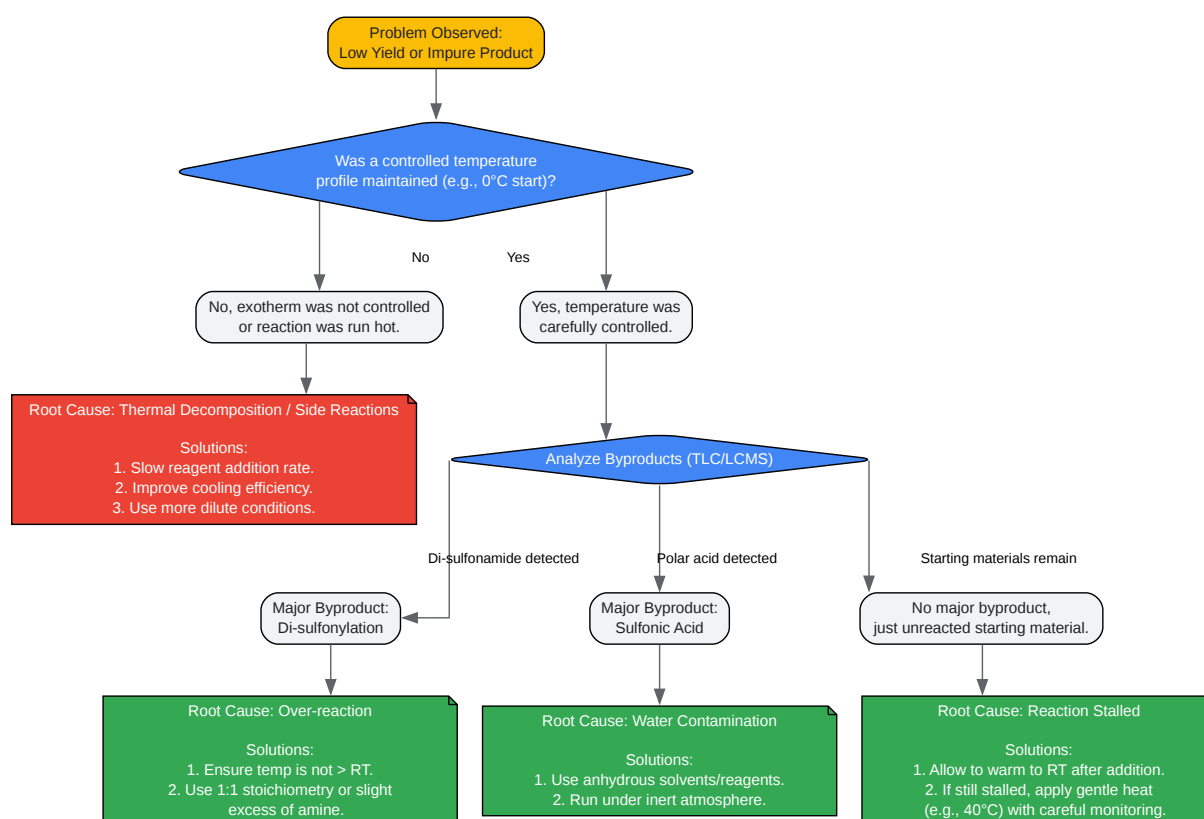 Problem Observed:
Low Yield or Impure Product
Was a controlled temperature
profile maintained (e.g., 0°C start)?
No
Yes
No, exotherm was not controlled
or reaction was run hot.
Yes, temperature was
carefully controlled.
Root Cause: Thermal Decomposition / Side Reactions
Solutions:
1. Slow reagent addition rate.
2. Improve cooling efficiency.
3. Use more dilute conditions.
Analyze Byproducts (TLC/LCMS)
Di-sulfonamide detected
Polar acid detected
Starting materials remain
Major Byproduct:
Di-sulfonylation
Major Byproduct:
Sulfonic Acid
No major byproduct,
just unreacted starting material.
Root Cause: Over-reaction
Solutions:
1. Ensure temp is not > RT.
2. Use 1:1 stoichiometry or slight
excess of amine.
Root Cause: Water Contamination
Solutions:
1. Use anhydrous solvents/reagents.
2. Run under inert atmosphere.
Root Cause: Reaction Stalled
Solutions:
1. Allow to warm to RT after addition.
2. If still stalled, apply gentle heat
(e.g., 40°C) with careful monitoring.